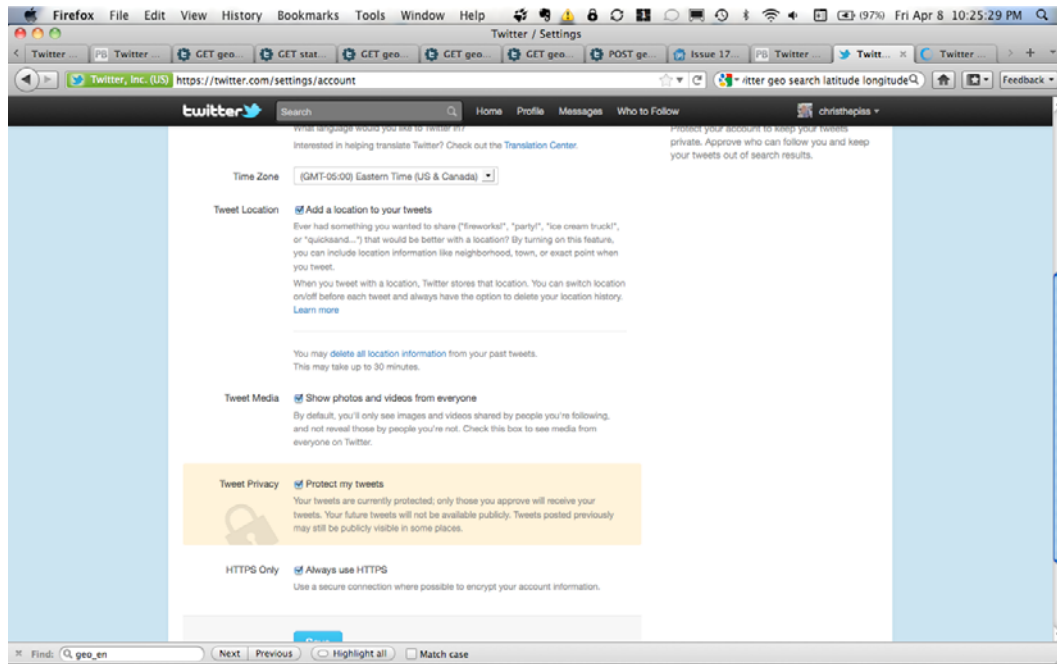 Firefox File Edit View History Bookmarks Tools Window Help (97%) Fri Apr 8 10:25:29 PM
Twitter / Settings
Twitter ... Twitter ... GET geo... GET stat... GET geo... GET geo... GET geo... POST ge... Issue 17... Twitter ... Twitt... Twitter ...
Twitter, Inc. (US) https://twitter.com/settings/account itter geo search latitude longitude Feedback
twitter Search Home Profile Messages Who to Follow christhepiss
What language would you like to Twitter in?
Interested in helping translate Twitter? Check out the Translation Center.
Protect your account to keep your tweets
private. Approve who can follow you and keep
your tweets out of search results.
Time Zone (GMT-05:00) Eastern Time (US & Canada)
Tweet Location Add a location to your tweets
Ever had something you wanted to share ("fireworks!", "party!", "ice cream truck!",
or "quicksand...") that would be better with a location? By turning on this feature,
you can include location information like neighborhood, town, or exact point when
you tweet.
When you tweet with a location, Twitter stores that location. You can switch location
on/off before each tweet and always have the option to delete your location history.
Learn more
You may delete all location information from your past tweets.
This may take up to 30 minutes.
Tweet Media Show photos and videos from everyone
By default, you'll only see images and videos shared by people you're following,
and not reveal those by people you're not. Check this box to see media from
everyone on Twitter.
Tweet Privacy Protect my tweets
Your tweets are currently protected; only those you approve will receive your
tweets. Your future tweets will not be available publicly. Tweets posted previously
may still be publicly visible in some places.
HTTPS Only Always use HTTPS
Use a secure connection where possible to encrypt your account information.
Save
Find: geo_en Next Previous Highlight all Match case